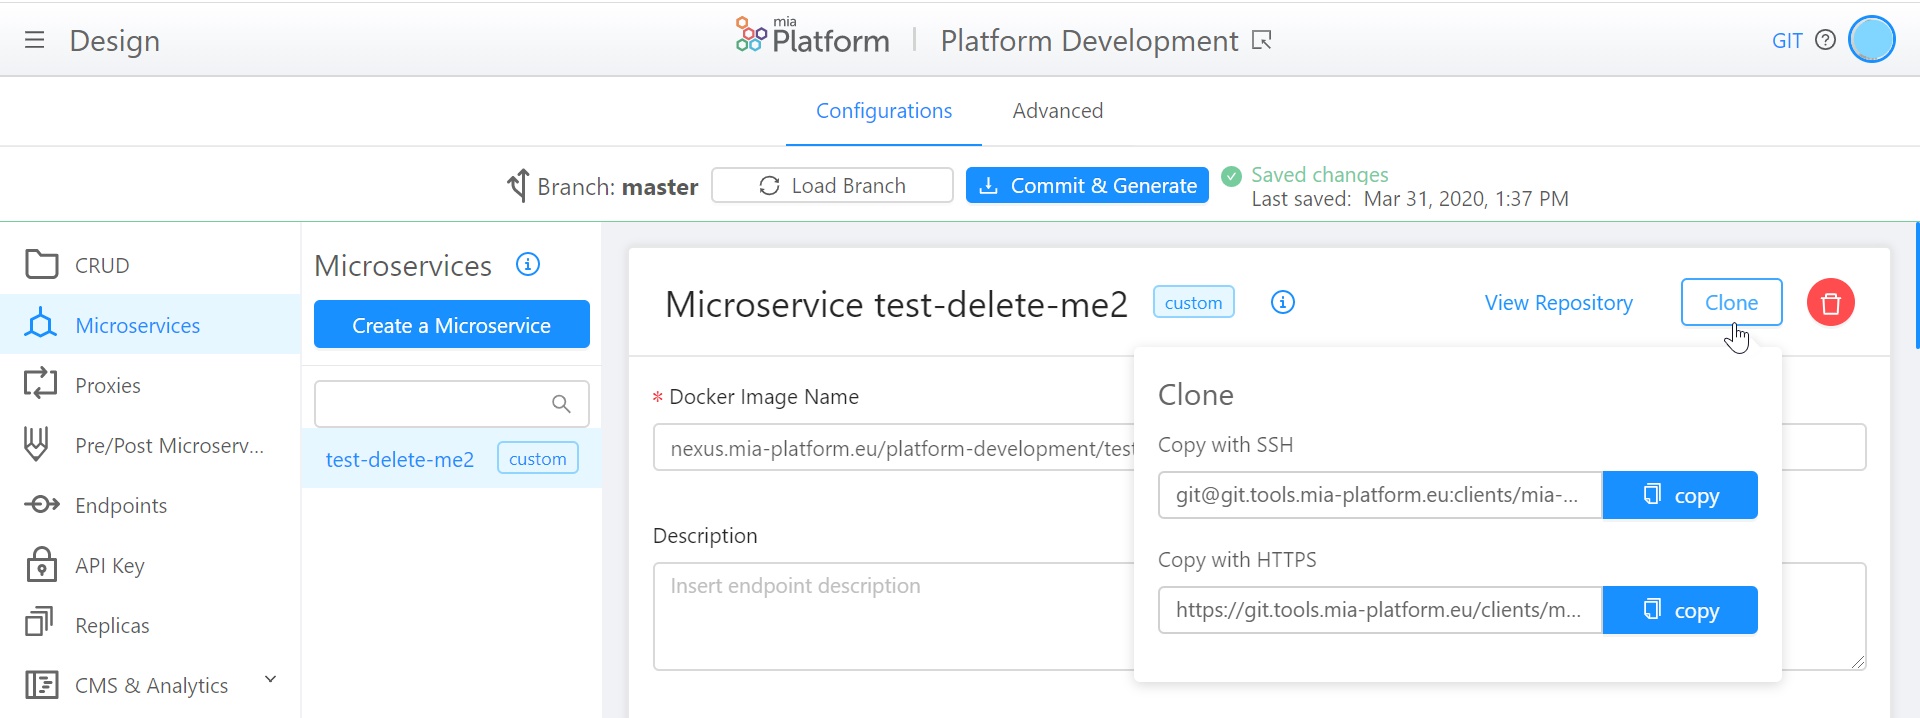 Design
mia
Platform
Platform Development
GIT
Configurations
Advanced
Branch: master
Load Branch
Commit & Generate
Saved changes
Last saved: Mar 31, 2020, 1:37 PM
CRUD
Microservices
Proxies
Pre/Post Microserv...
Endpoints
API Key
Replicas
CMS & Analytics
Microservices
Create a Microservice
test-delete-me2 custom
Microservice test-delete-me2 custom
View Repository
Clone
* Docker Image Name
nexus.mia-platform.eu/platform-development/test
Description
Insert endpoint description
Clone
Copy with SSH
git@git.tools.mia-platform.eu:clients/mia-...
copy
Copy with HTTPS
https://git.tools.mia-platform.eu/clients/m...
copy